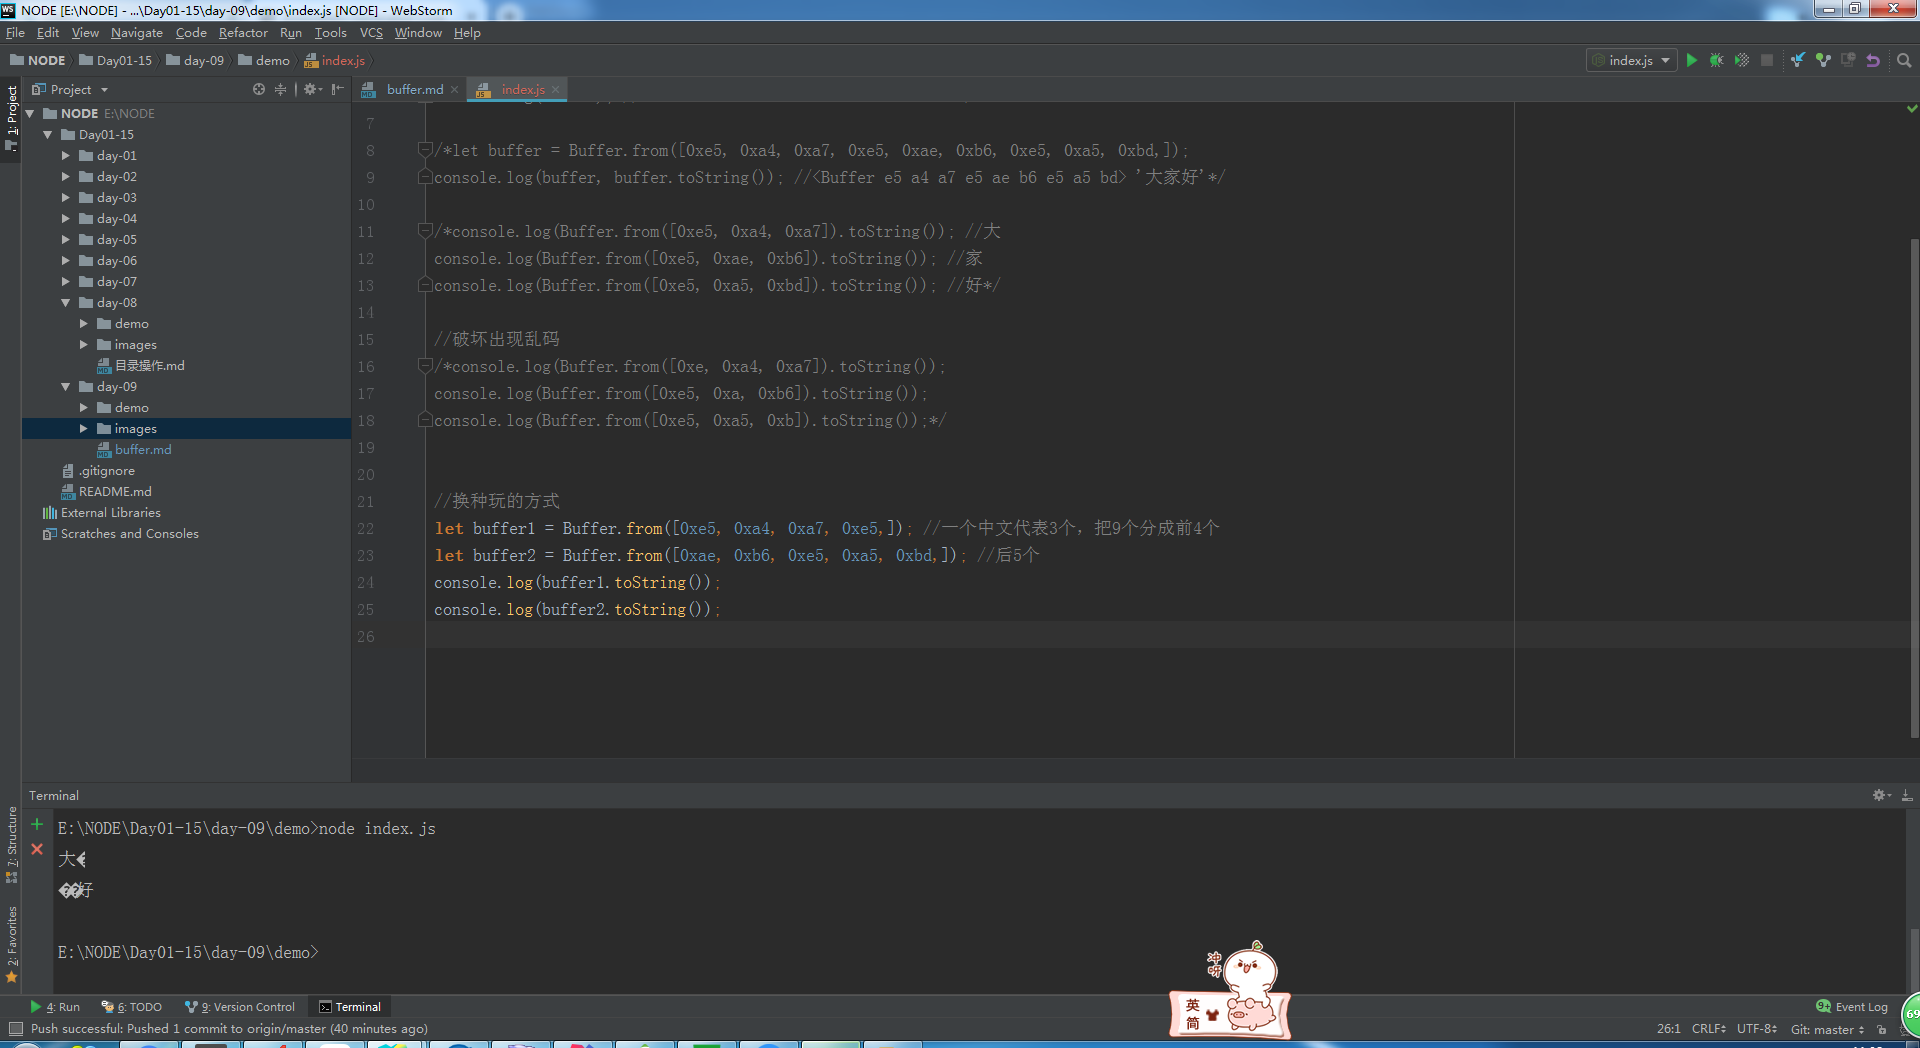 NODE [E:\NODE] - ...\Day01-15\day-09\demo\index.js [NODE] - WebStorm
File Edit View Navigate Code Refactor Run Tools VCS Window Help
NODE Day01-15 day-09 demo index.js
index.js
Project
buffer.md
index.js
1: Project
NODE E:\NODE
Day01-15
day-01
day-02
day-03
day-04
day-05
day-06
day-07
day-08
demo
images
目录操作.md
day-09
demo
images
buffer.md
.gitignore
README.md
External Libraries
Scratches and Consoles
7
8 /*let buffer = Buffer.from([0xe5, 0xa4, 0xa7, 0xe5, 0xae, 0xb6, 0xe5, 0xa5, 0xbd,]);
9 console.log(buffer, buffer.toString()); //<Buffer e5 a4 a7 e5 ae b6 e5 a5 bd> '大家好'*/
10
11 /*console.log(Buffer.from([0xe5, 0xa4, 0xa7]).toString()); //大
12 console.log(Buffer.from([0xe5, 0xae, 0xb6]).toString()); //家
13 console.log(Buffer.from([0xe5, 0xa5, 0xbd]).toString()); //好*/
14
15 //破坏出现乱码
16 /*console.log(Buffer.from([0xe, 0xa4, 0xa7]).toString());
17 console.log(Buffer.from([0xe5, 0xa, 0xb6]).toString());
18 console.log(Buffer.from([0xe5, 0xa5, 0xb]).toString());*/
19
20
21 //换种玩的方式
22 let buffer1 = Buffer.from([0xe5, 0xa4, 0xa7, 0xe5,]); //一个中文代表3个，把9个分成前4个
23 let buffer2 = Buffer.from([0xae, 0xb6, 0xe5, 0xa5, 0xbd,]); //后5个
24 console.log(buffer1.toString());
25 console.log(buffer2.toString());
26
Terminal
7: Structure
2: Favorites
E:\NODE\Day01-15\day-09\demo>node index.js
大�
��好
E:\NODE\Day01-15\day-09\demo>
冲呀
英
简
4: Run 6: TODO 9: Version Control Terminal
9+ Event Log
69
Push successful: Pushed 1 commit to origin/master (40 minutes ago)
26:1 CRLF UTF-8 Git: master